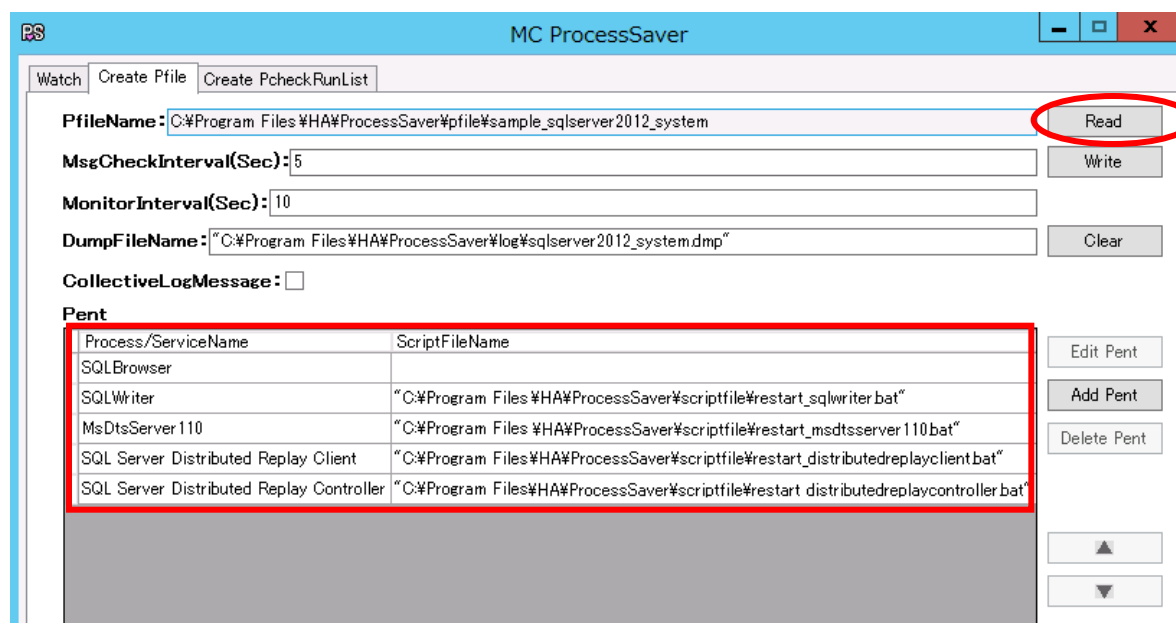 PS MC ProcessSaver
Watch Create Pfile Create PcheckRunList
PfileName: C:¥Program Files¥HA¥ProcessSaver¥pfile¥sample_sqlserver2012_system Read
MsgCheckInterval(Sec): 5 Write
MonitorInterval(Sec): 10
DumpFileName: "C:¥Program Files¥HA¥ProcessSaver¥log¥sqlserver2012_system.dmp" Clear
CollectiveLogMessage:
Pent
Process/ServiceName ScriptFileName
SQLBrowser
SQLWriter "C:¥Program Files¥HA¥ProcessSaver¥scriptfile¥restart_sqlwriter.bat"
MsDtsServer110 "C:¥Program Files¥HA¥ProcessSaver¥scriptfile¥restart_msdtsserver110.bat"
SQL Server Distributed Replay Client "C:¥Program Files¥HA¥ProcessSaver¥scriptfile¥restart_distributedreplayclient.bat"
SQL Server Distributed Replay Controller "C:¥Program Files¥HA¥ProcessSaver¥scriptfile¥restart distributedreplaycontroller.bat"
Edit Pent
Add Pent
Delete Pent